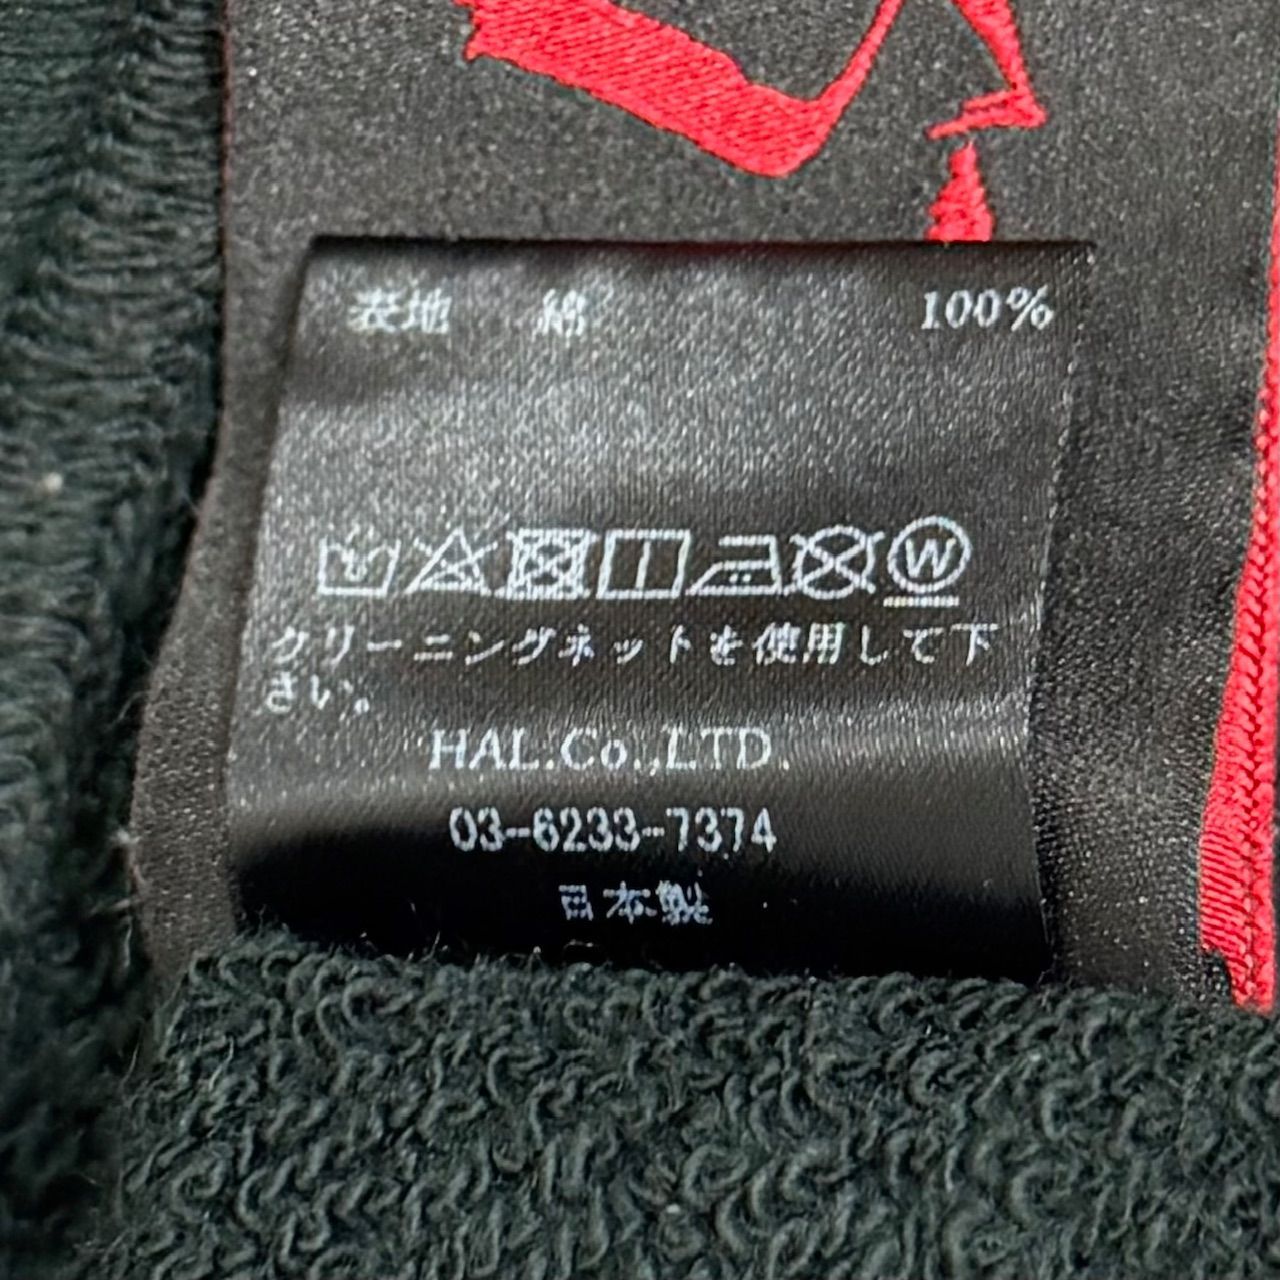 表地 綿 100%
W
クリーニングネットを使用して下
さい。
HAL.Co.,LTD.
03-6233-7374
日本製